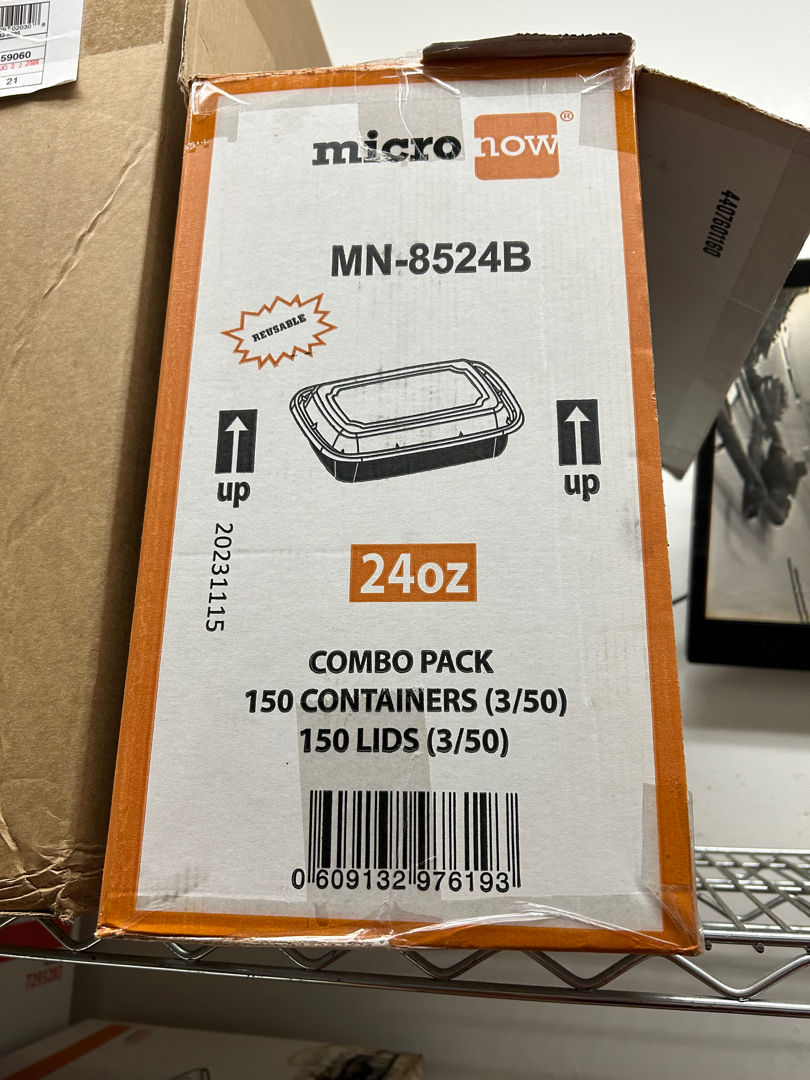 59060
21
micro now®
MN-8524B
REUSABLE
up
up
20231115
24oz
COMBO PACK
150 CONTAINERS (3/50)
150 LIDS (3/50)
0 609132 976193
4407601160